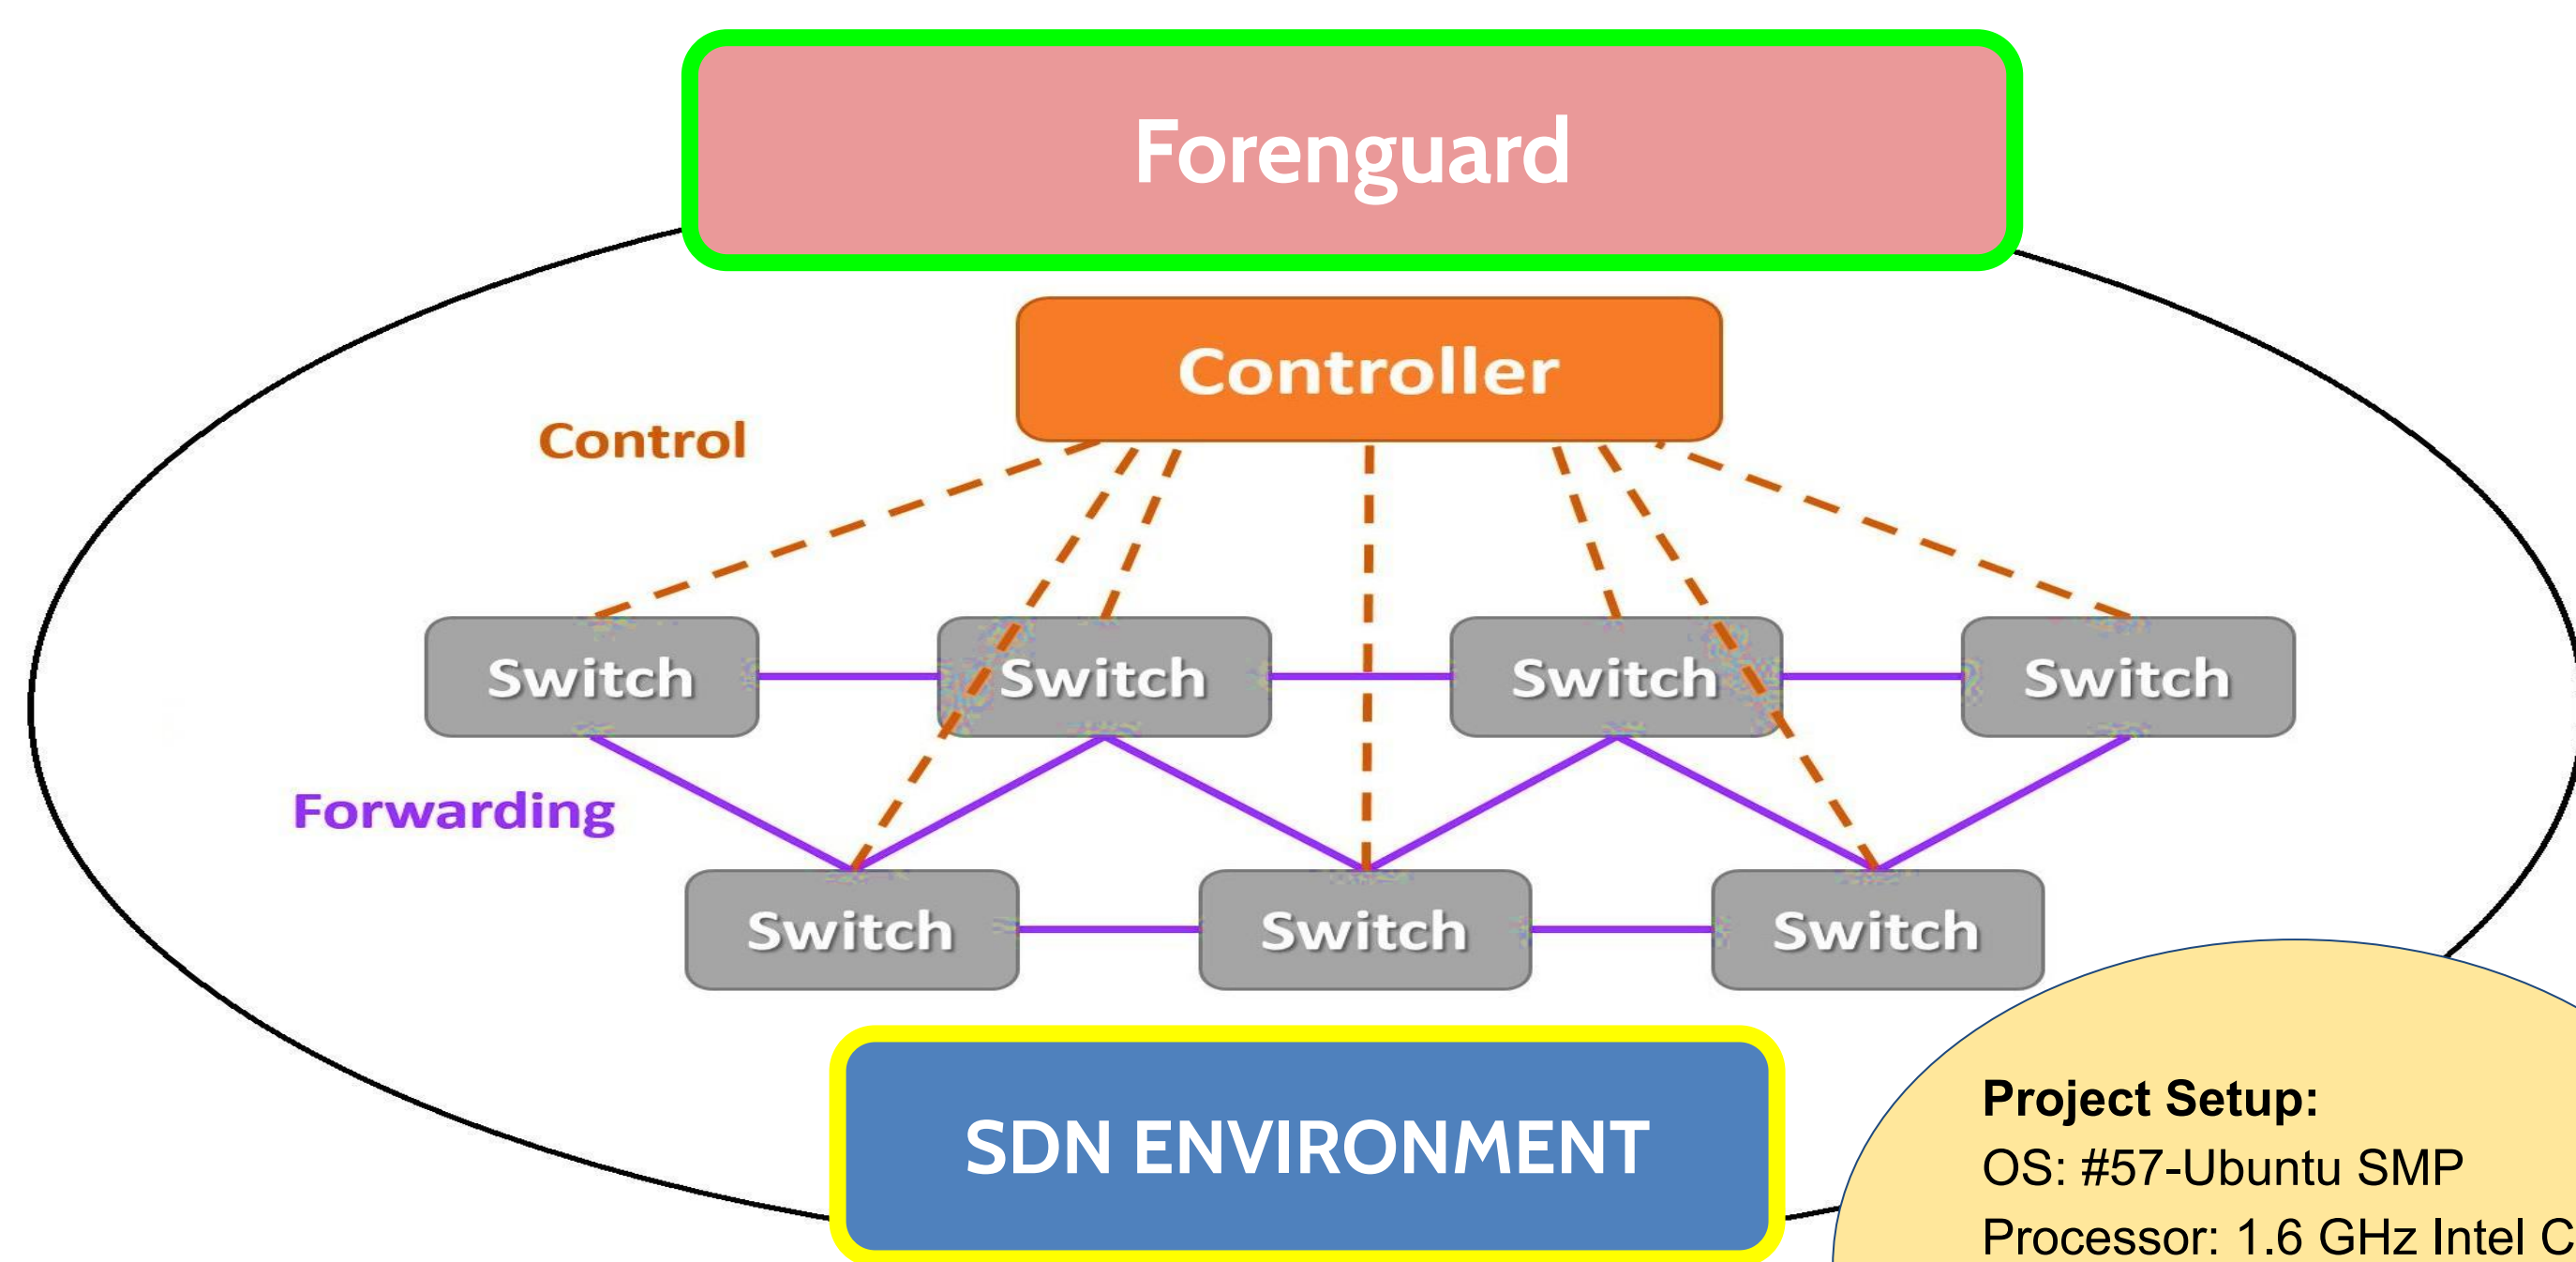 Forenguard
Controller
Control
Switch Switch Switch Switch
Forwarding
Switch Switch Switch
SDN ENVIRONMENT
Project Setup:
OS: #57-Ubuntu SMP
Processor: 1.6 GHz Intel